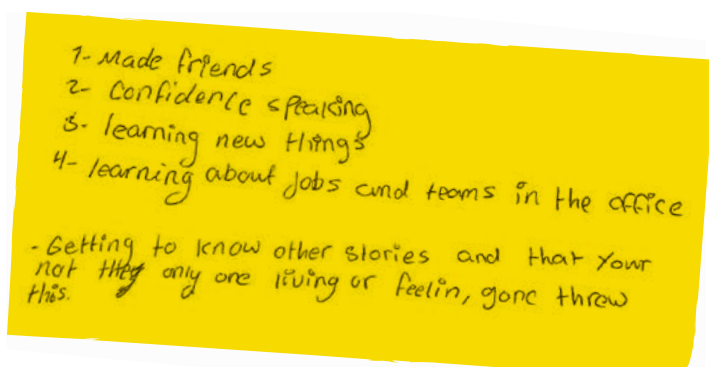 1- Made friends
2- Confidence speaking
3- learning new things
4- learning about jobs and teams in the office
- Getting to know other stories and that your
not they only one living or feelin, gone threw
this.